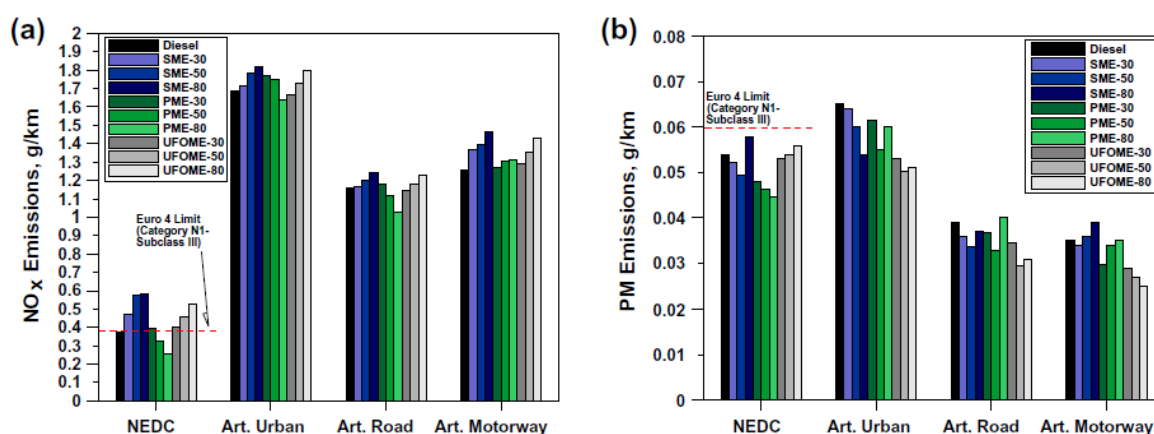 (a)
NOX Emissions, g/km
2
1.9
1.8
1.7
1.6
1.5
1.4
1.3
1.2
1.1
1
0.9
0.8
0.7
0.6
0.5
0.4
0.3
0.2
0.1
0
Diesel
SME-30
SME-50
SME-80
PME-30
PME-50
PME-80
UFOME-30
UFOME-50
UFOME-80
Euro 4 Limit
(Category N1-
Subclass III)
NEDC
Art. Urban
Art. Road
Art. Motorway
(b)
PM Emissions, g/km
0.08
0.07
0.06
0.05
0.04
0.03
0.02
0.01
0
Euro 4 Limit
(Category N1-
Subclass III)
Diesel
SME-30
SME-50
SME-80
PME-30
PME-50
PME-80
UFOME-30
UFOME-50
UFOME-80
NEDC
Art. Urban
Art. Road
Art. Motorway